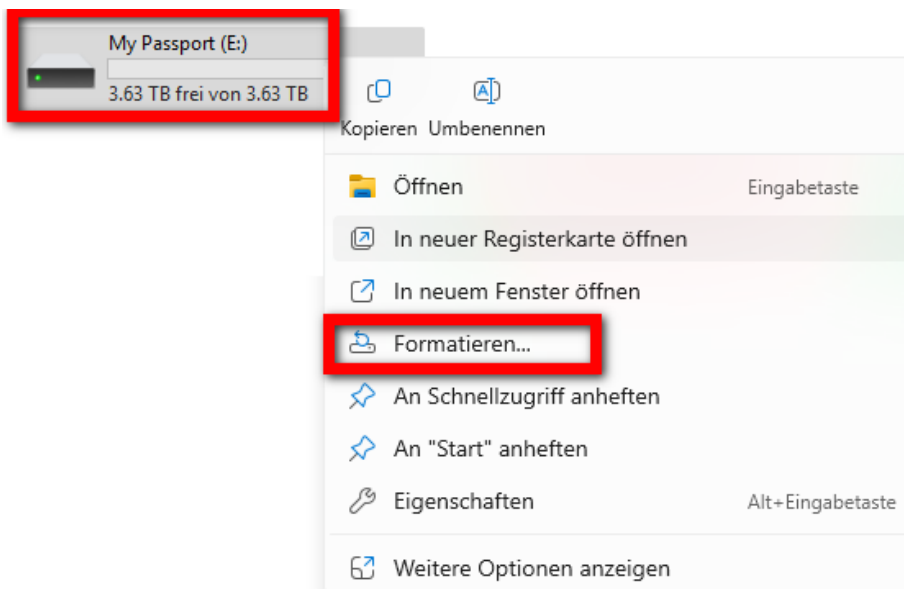 My Passport (E:)
3.63 TB frei von 3.63 TB
Kopieren Umbenennen
Öffnen Eingabetaste
In neuer Registerkarte öffnen
In neuem Fenster öffnen
Formatieren...
An Schnellzugriff anheften
An "Start" anheften
Eigenschaften Alt+Eingabetaste
Weitere Optionen anzeigen